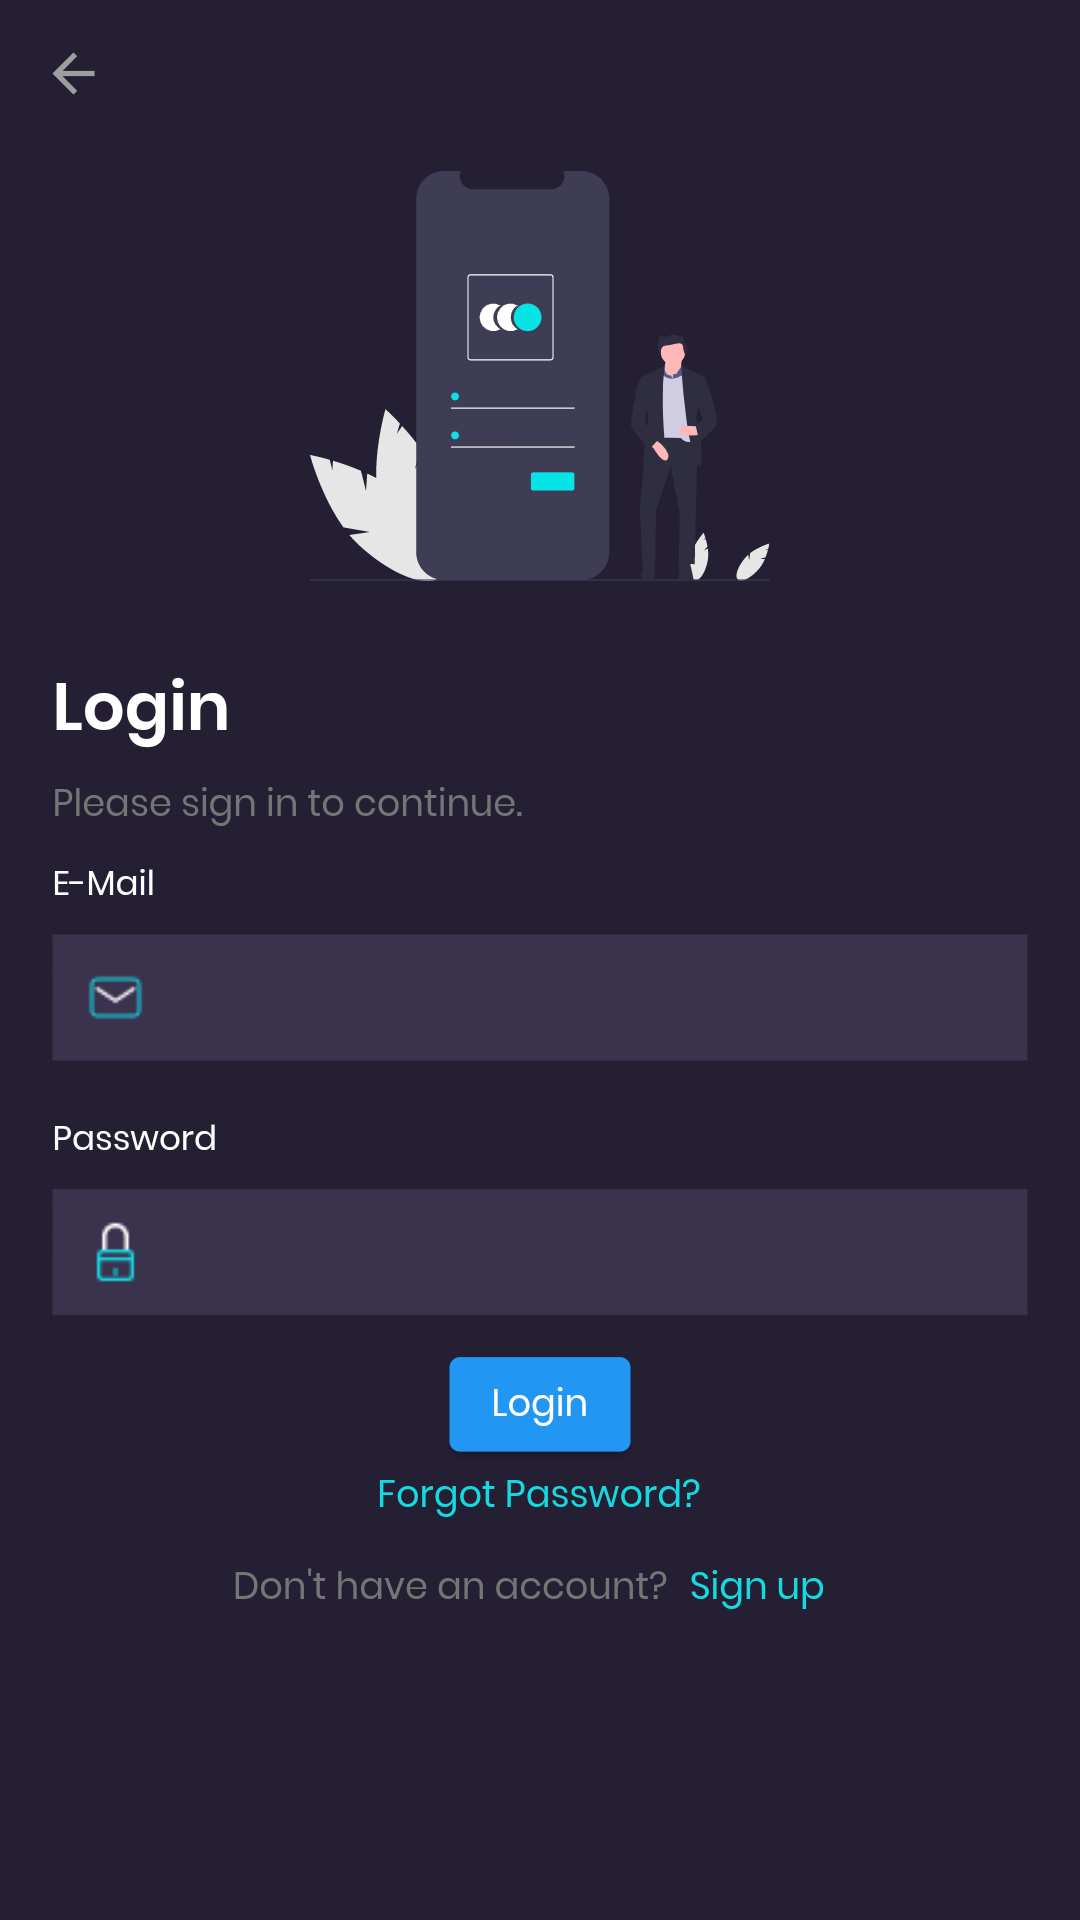 Login
Please sign in to continue.
E-Mail
Password
Login
Forgot Password?
Don't have an account? Sign up